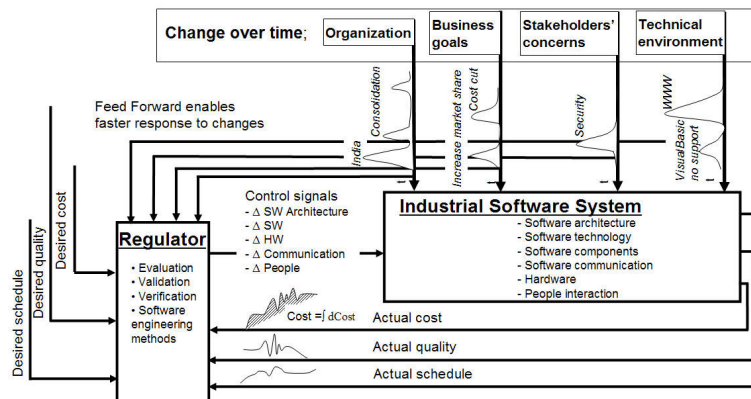 Change over time;
Organization
Business
goals
Stakeholders'
concerns
Technical
environment
Feed Forward enables
faster response to changes
Consolidation
India
Increase market share
Cost cut
Security
WWW
VisualBasic
no support
t
t
t
t
Desired cost
Desired quality
Desired schedule
Control signals
- Δ SW Architecture
- Δ SW
- Δ HW
- Δ Communication
- Δ People
Regulator
• Evaluation
• Validation
• Verification
• Software
engineering
methods
Industrial Software System
- Software architecture
- Software technology
- Software components
- Software communication
- Hardware
- People interaction
Cost =∫ dCost
Actual cost
Actual quality
Actual schedule